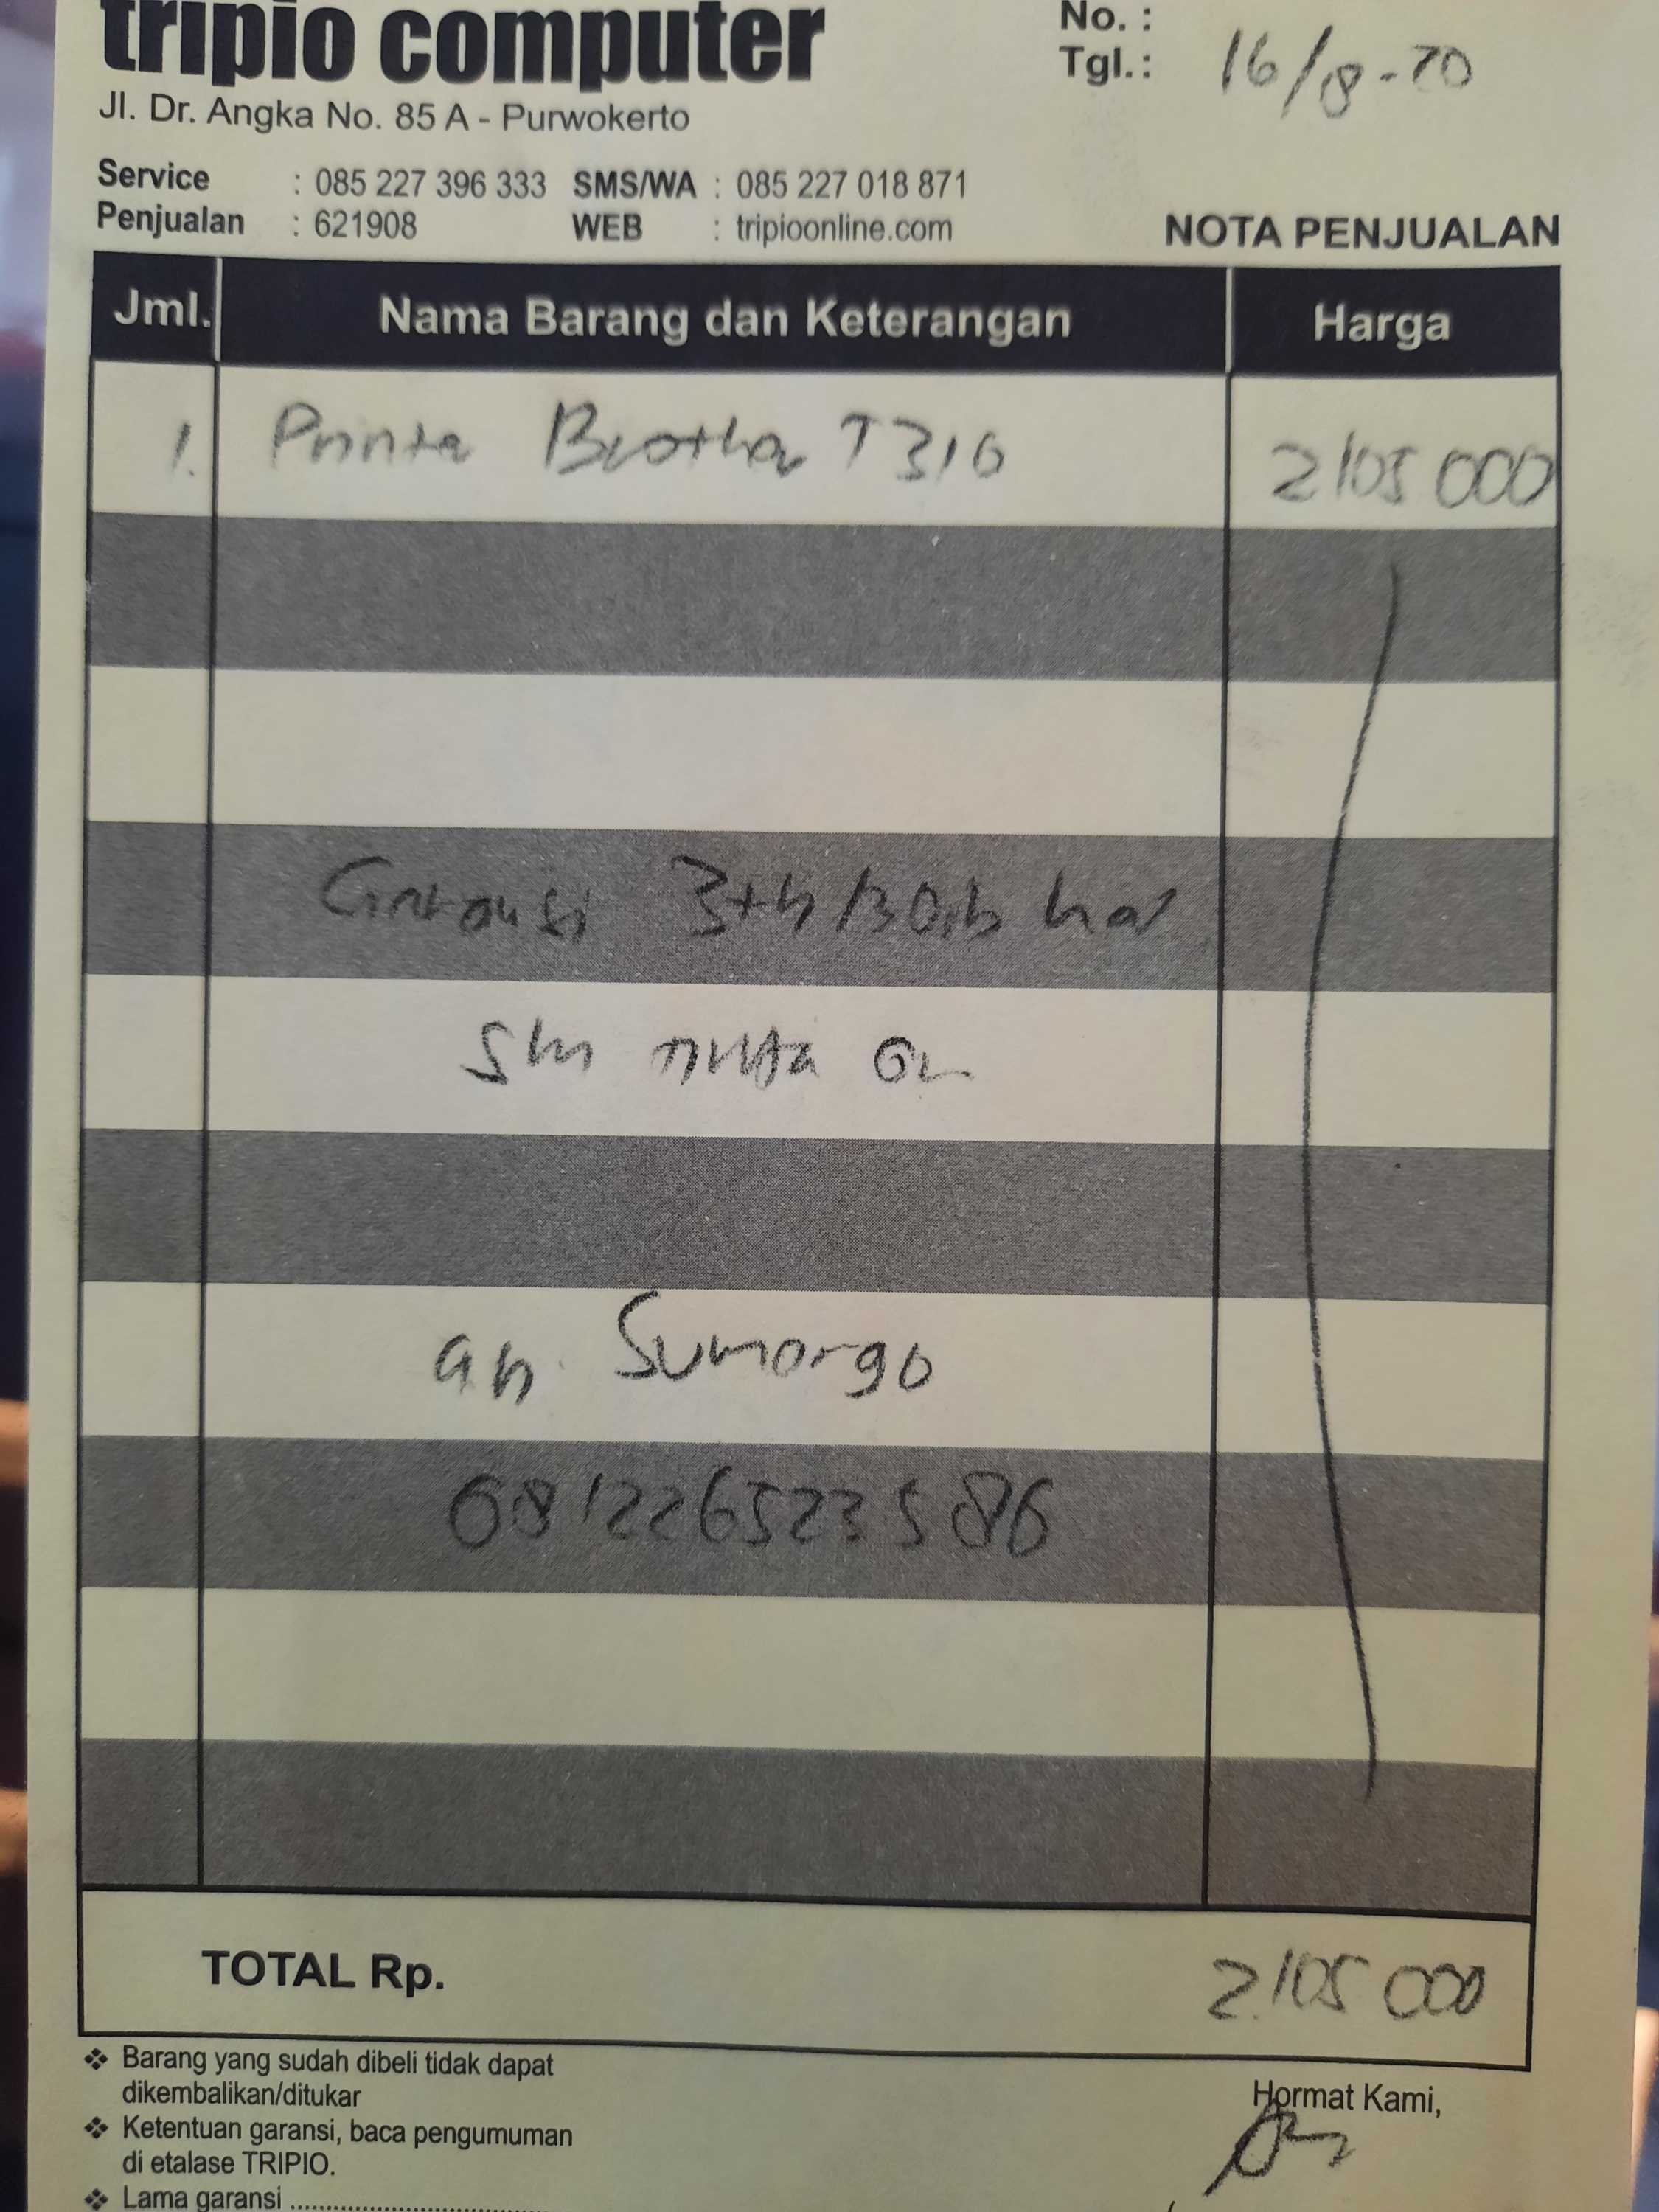 tripio computer
No. :
Tgl.: 16/8-20
Jl. Dr. Angka No. 85 A - Purwokerto
Service : 085 227 396 333 SMS/WA : 085 227 018 871
Penjualan : 621908 WEB : tripioonline.com
NOTA PENJUALAN
Jml. Nama Barang dan Keterangan Harga
1. Printer Brother T310 2105 000
Garansi 3th
nota
an. Sumargo
081226523586
TOTAL Rp. 2.105 000
❖ Barang yang sudah dibeli tidak dapat
dikembalikan/ditukar
❖ Ketentuan garansi, baca pengumuman
di etalase TRIPIO.
❖ Lama garansi ..............................
Hormat Kami,